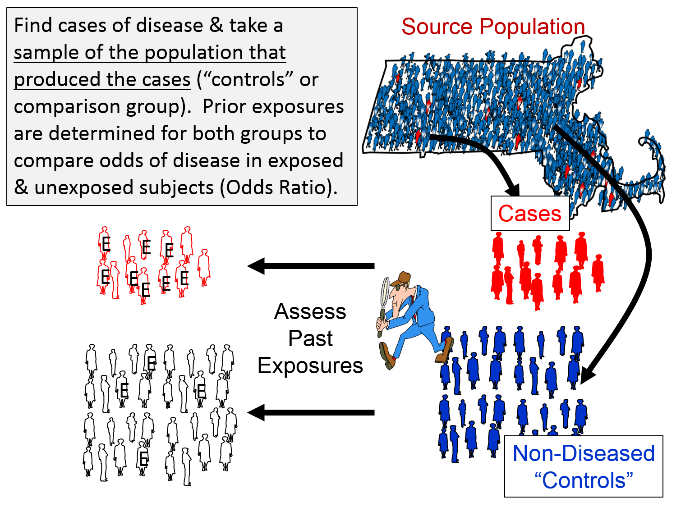 Find cases of disease & take a
sample of the population that
produced the cases (“controls” or
comparison group).  Prior exposures
are determined for both groups to
compare odds of disease in exposed
& unexposed subjects (Odds Ratio).
Source Population
Cases
E
E
E
E
E
E
E
E
Assess
Past
Exposures
E
E
E
E
Non-Diseased
“Controls”